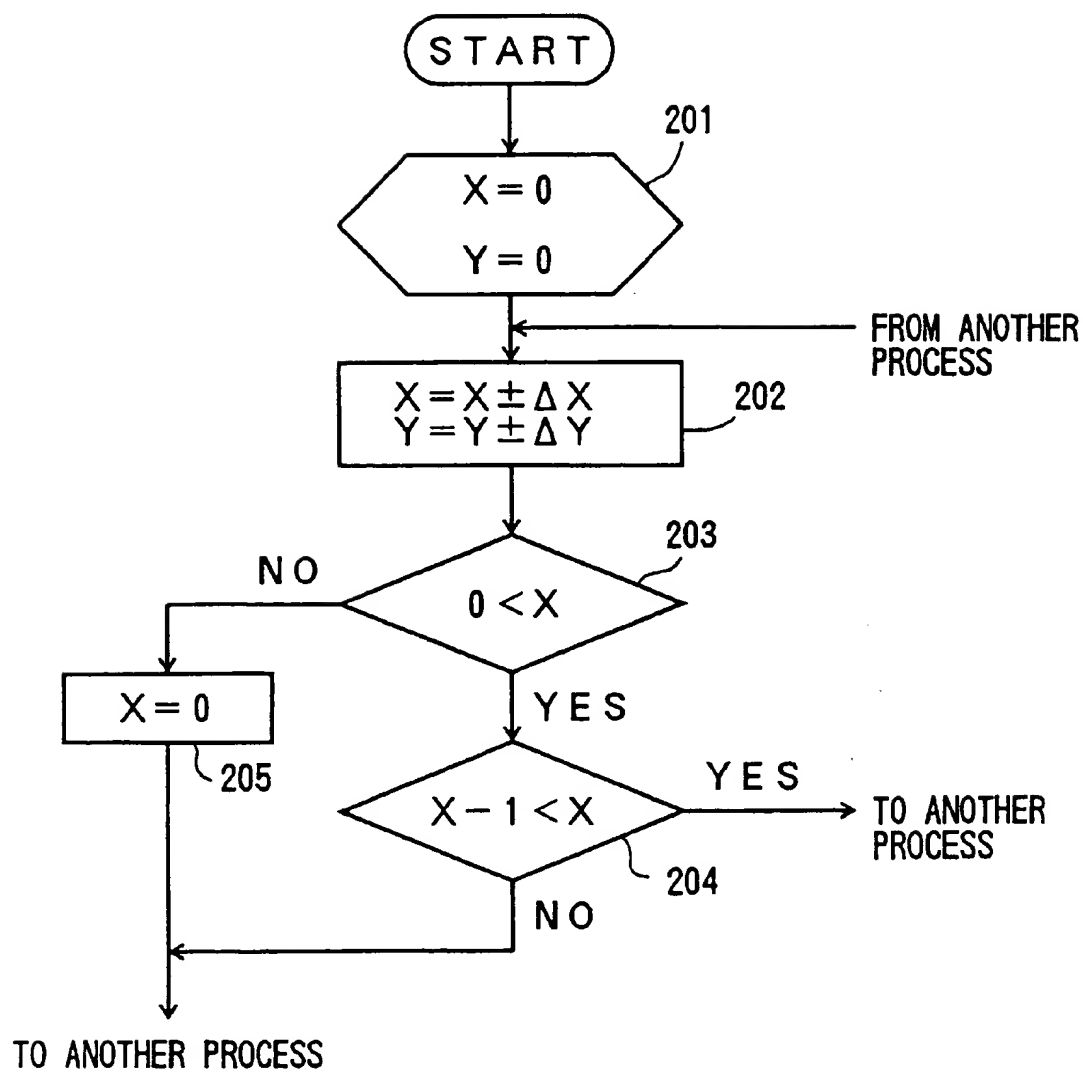 START
201
X=0
Y=0
FROM ANOTHER
PROCESS
X=X±ΔX
Y=Y±ΔY
202
203
NO
0<X
X=0
YES
205
YES
X-1<X
TO ANOTHER
PROCESS
204
NO
TO ANOTHER PROCESS